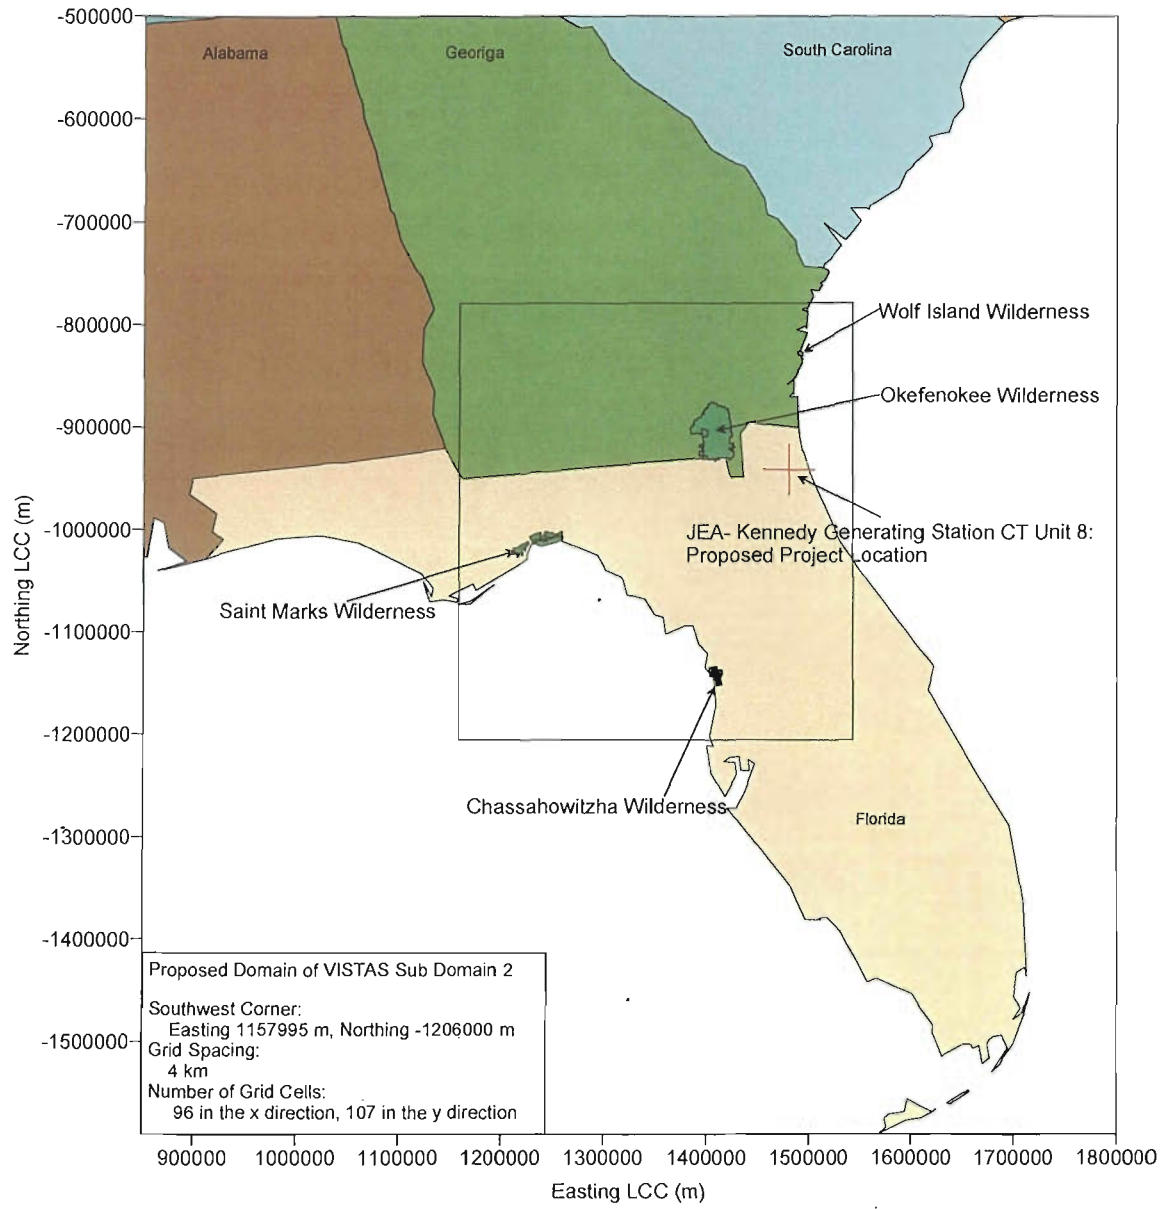 -500000
-600000
-700000
-800000
-900000
-1000000
-1100000
-1200000
-1300000
-1400000
-1500000
Northing LCC (m)
Alabama
Georiga
South Carolina
Wolf Island Wilderness
Okefenokee Wilderness
JEA- Kennedy Generating Station CT Unit 8:
Proposed Project Location
Saint Marks Wilderness
Chassahowitzha Wilderness
Florida
Proposed Domain of VISTAS Sub Domain 2
Southwest Corner:
Easting 1157995 m, Northing -1206000 m
Grid Spacing:
4 km
Number of Grid Cells:
96 in the x direction, 107 in the y direction
900000
1000000
1100000
1200000
1300000
1400000
1500000
1600000
1700000
1800000
Easting LCC (m)